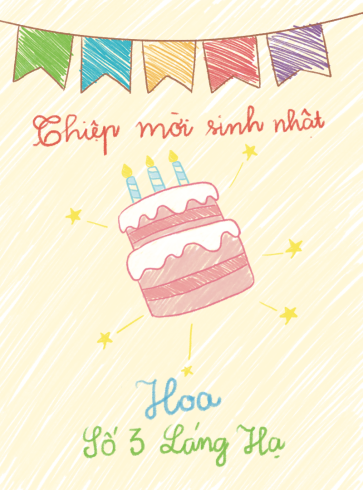 Thiệp mời sinh nhật
Hoa
Số 3 Láng Hạ